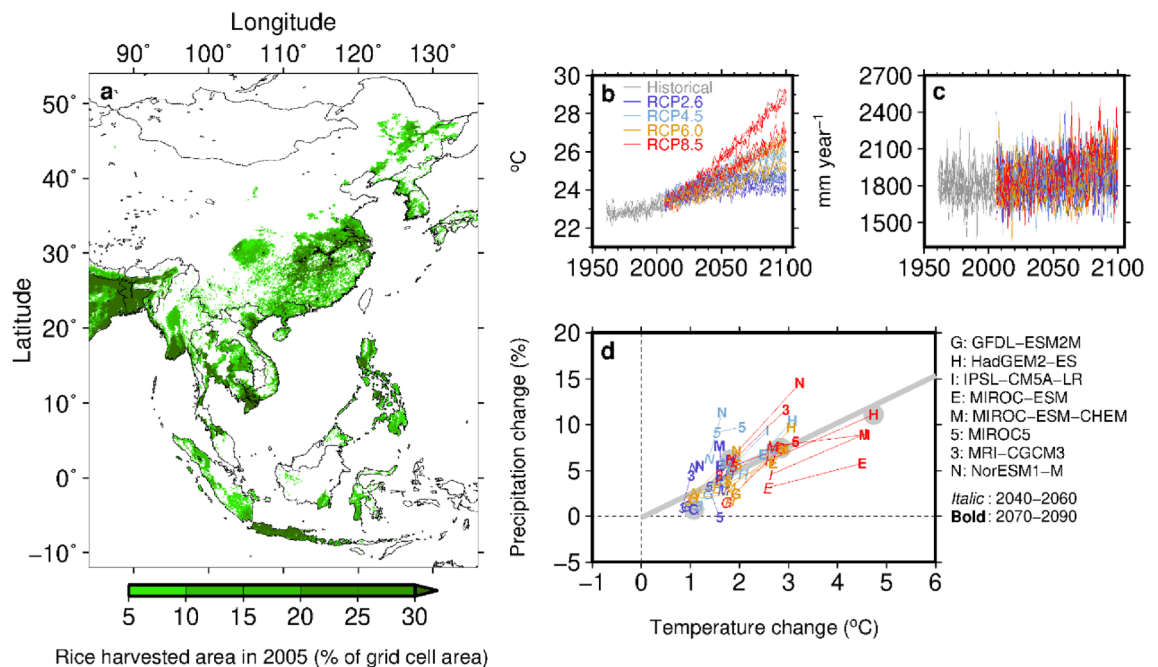 Longitude
90˚ 100˚ 110˚ 120˚ 130˚
a
50˚
40˚
30˚
20˚
10˚
0˚
−10˚
Latitude
5 10 15 20 25 30
Rice harvested area in 2005 (% of grid cell area)
b
Historical
RCP2.6
RCP4.5
RCP6.0
RCP8.5
30
28
26
24
22
ºC
1950 2000 2050 2100
c
2700
2400
2100
1800
1500
mm year⁻¹
1950 2000 2050 2100
d
20
15
10
5
0
−5
Precipitation change (%)
−1 0 1 2 3 4 5 6
Temperature change (ºC)
N
3
H
N
5
5
I
H
H
N
M
5
E
E
G: GFDL−ESM2M
H: HadGEM2−ES
I: IPSL−CM5A−LR
E: MIROC−ESM
M: MIROC−ESM−CHEM
5: MIROC5
3: MRI−CGCM3
N: NorESM1−M
Italic : 2040−2060
Bold : 2070−2090